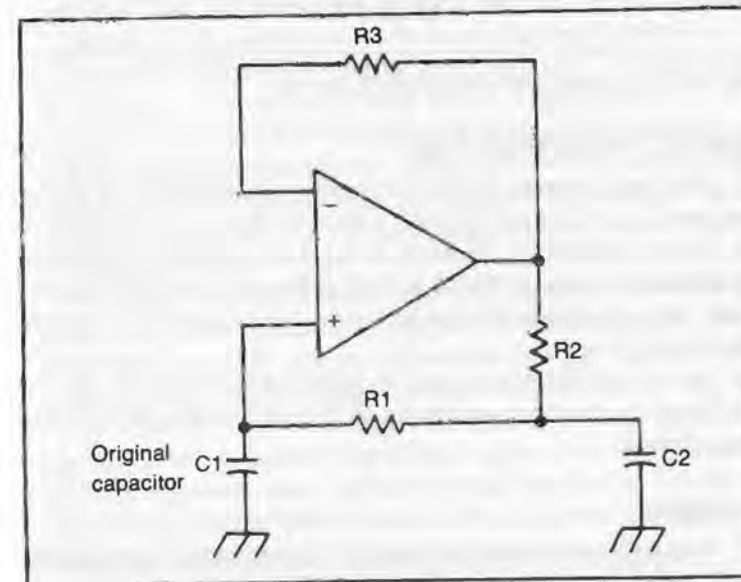 R3
−
+
R2
R1
Original
capacitor
C1
C2